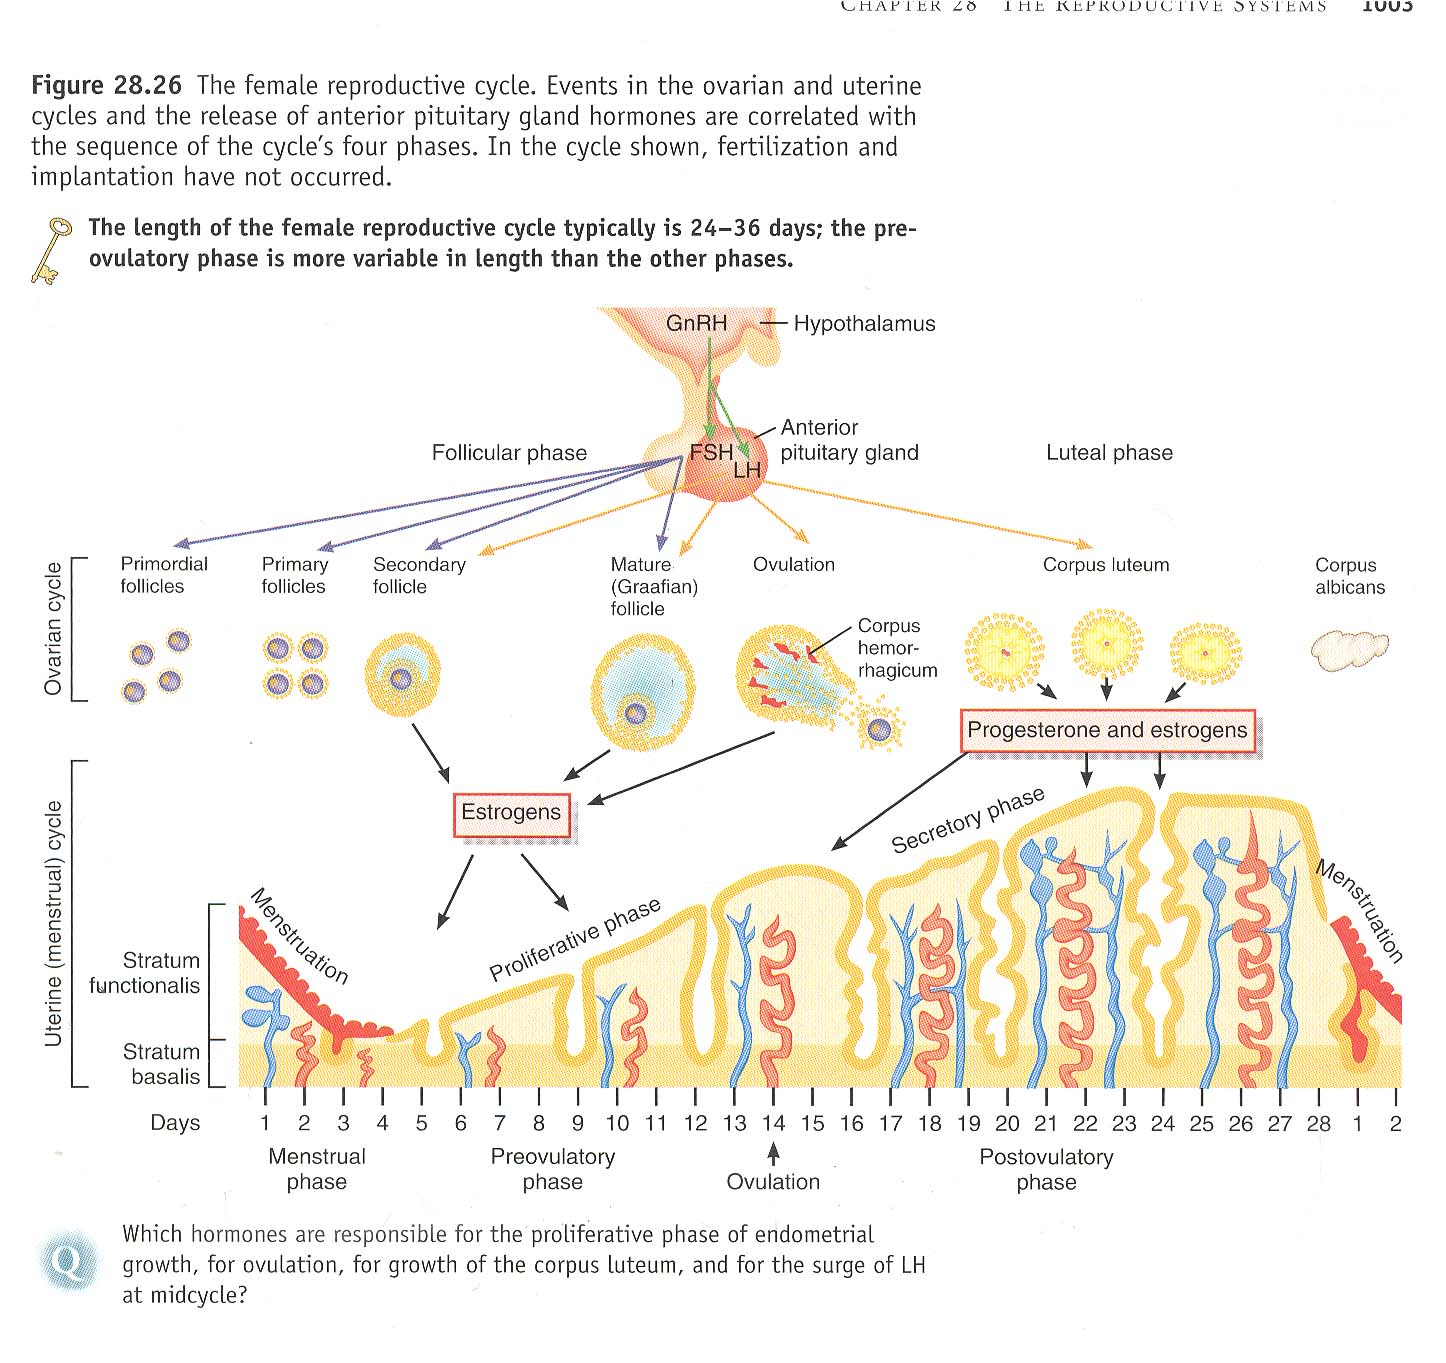 CHAPTER 28 THE REPRODUCTIVE SYSTEMS 1003
Figure 28.26 The female reproductive cycle. Events in the ovarian and uterine
cycles and the release of anterior pituitary gland hormones are correlated with
the sequence of the cycle's four phases. In the cycle shown, fertilization and
implantation have not occurred.
The length of the female reproductive cycle typically is 24–36 days; the pre-
ovulatory phase is more variable in length than the other phases.
GnRH
Hypothalamus
Follicular phase
FSH
LH
Anterior
pituitary gland
Luteal phase
Ovarian cycle
Primordial
follicles
Primary
follicles
Secondary
follicle
Mature
(Graafian)
follicle
Ovulation
Corpus luteum
Corpus
albicans
Corpus
hemor-
rhagicum
Progesterone and estrogens
Estrogens
Uterine (menstrual) cycle
Menstruation
Proliferative phase
Secretory phase
Menstruation
Stratum
functionalis
Stratum
basalis
Days 1 2 3 4 5 6 7 8 9 10 11 12 13 14 15 16 17 18 19 20 21 22 23 24 25 26 27 28 1 2
Menstrual
phase
Preovulatory
phase
Ovulation
Postovulatory
phase
Q
Which hormones are responsible for the proliferative phase of endometrial
growth, for ovulation, for growth of the corpus luteum, and for the surge of LH
at midcycle?